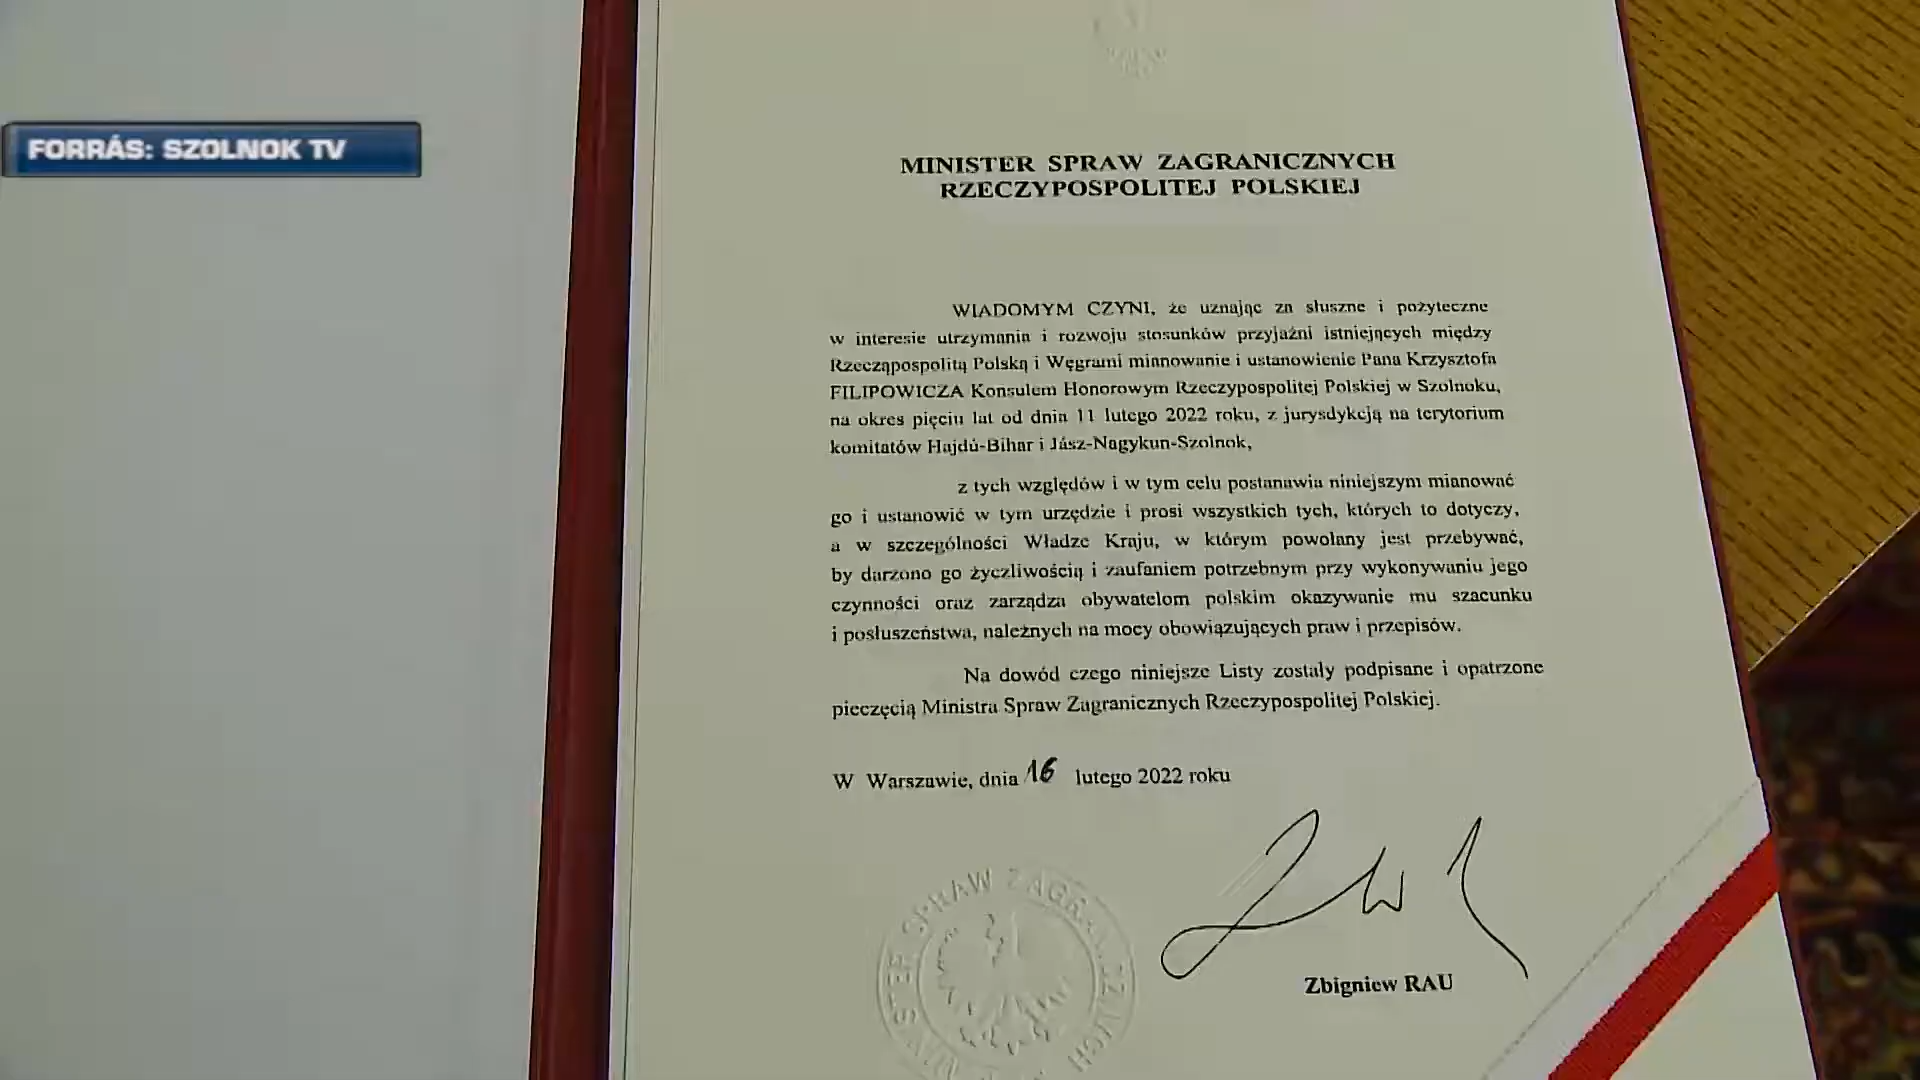 FORRÁS: SZOLNOK TV
MINISTER SPRAW ZAGRANICZNYCH
RZECZYPOSPOLITEJ POLSKIEJ
WIADOMYM CZYNI, że uznając za słuszne i pożyteczne
w interesie utrzymania i rozwoju stosunków przyjaźni istniejących między
Rzecząpospolitą Polską i Węgrami mianowanie i ustanowienie Pana Krzysztofa
FILIPOWICZA Konsulem Honorowym Rzeczypospolitej Polskiej w Szolnoku,
na okres pięciu lat od dnia 11 lutego 2022 roku, z jurysdykcją na terytorium
komitatów Hajdú-Bihar i Jász-Nagykun-Szolnok,
z tych względów i w tym celu postanawia niniejszym mianować
go i ustanowić w tym urzędzie i prosi wszystkich tych, których to dotyczy,
a w szczególności Władze Kraju, w którym powołany jest przebywać,
by darzono go życzliwością i zaufaniem potrzebnym przy wykonywaniu jego
czynności oraz zarządza obywatelom polskim okazywanie mu szacunku
i posłuszeństwa, należnych na mocy obowiązujących praw i przepisów.
Na dowód czego niniejsze Listy zostały podpisane i opatrzone
pieczęcią Ministra Spraw Zagranicznych Rzeczypospolitej Polskiej.
W Warszawie, dnia 16 lutego 2022 roku
SPRAW ZAGRANICZNYCH
Zbigniew RAU